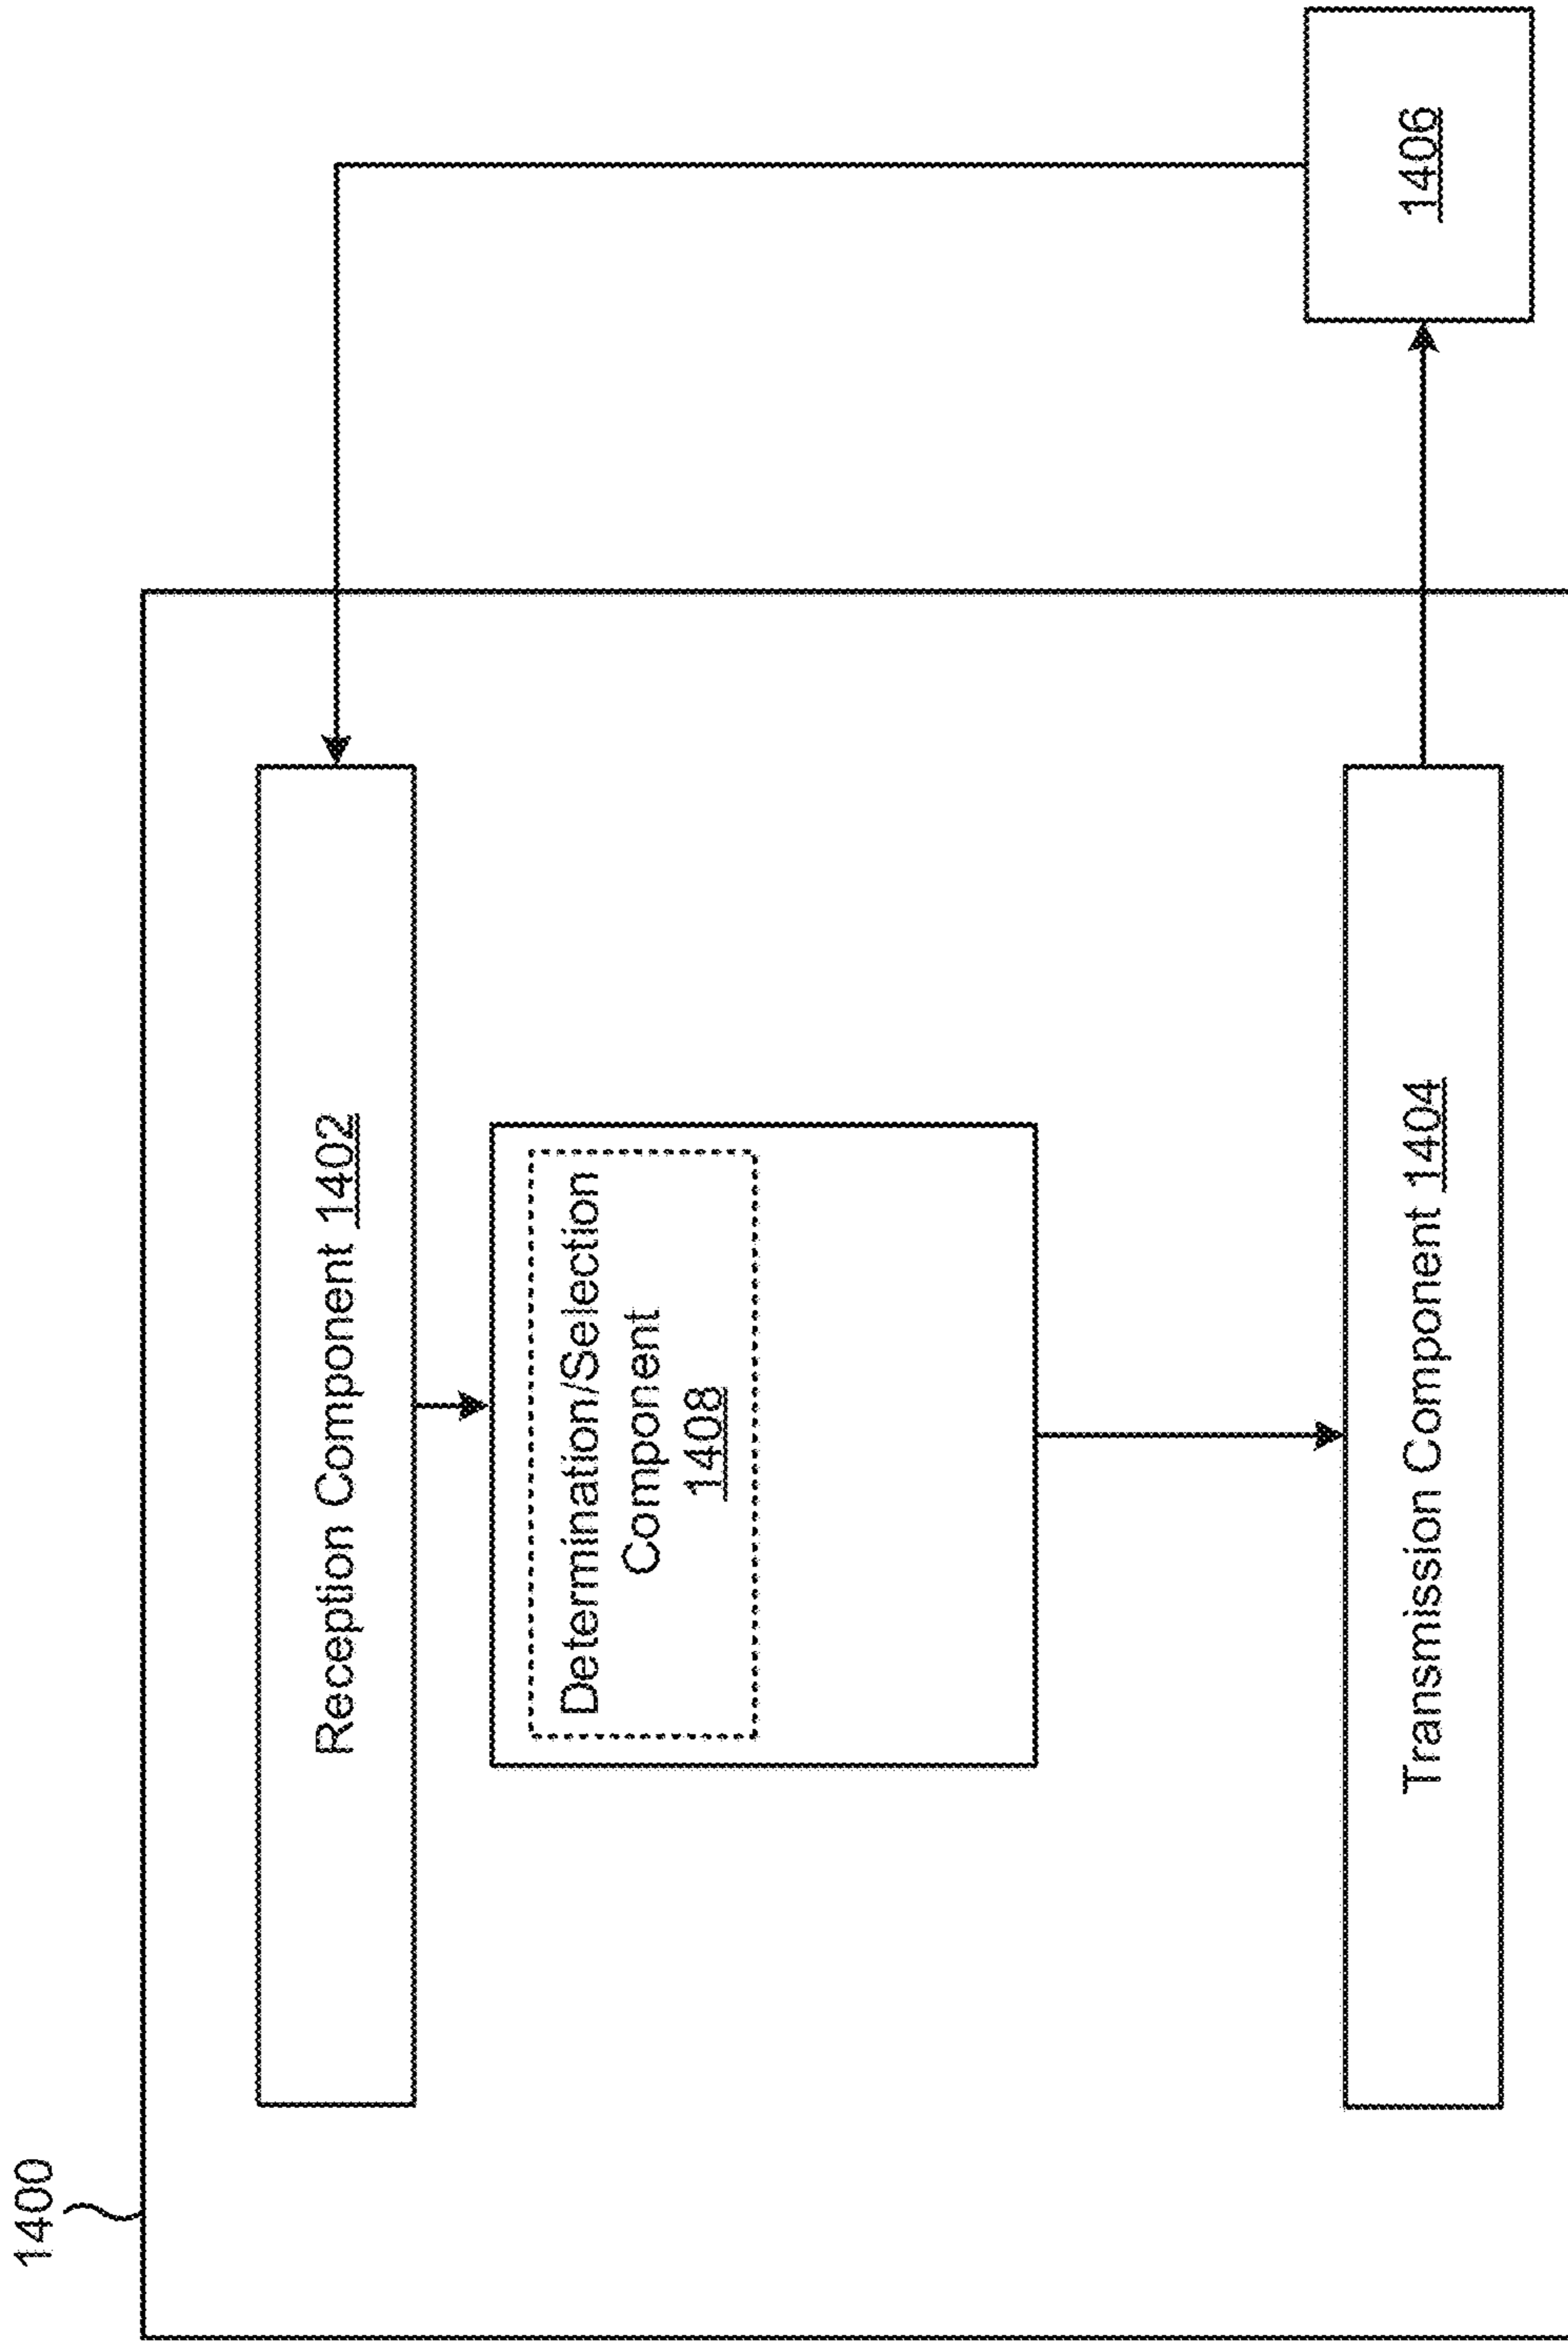 1400
Reception Component 1402
Determination/Selection
Component
1408
Transmission Component 1404
1406